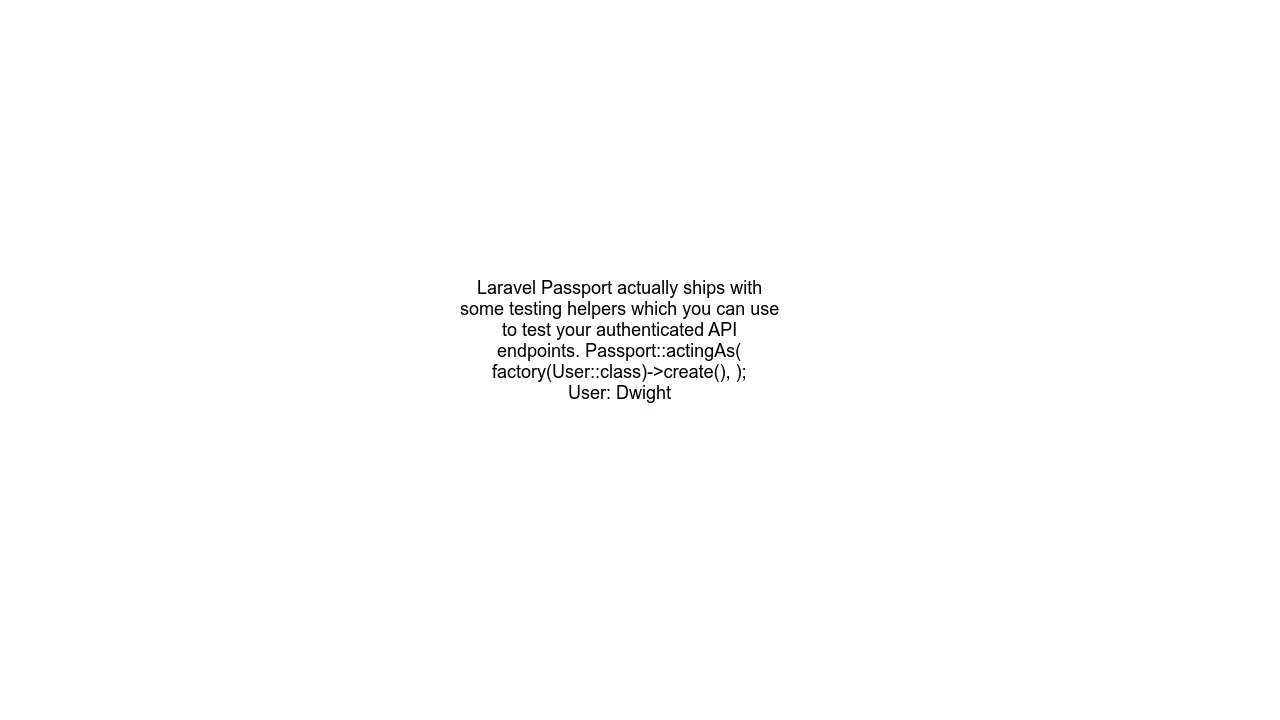 Laravel Passport actually ships with
some testing helpers which you can use
to test your authenticated API
endpoints. Passport::actingAs(
factory(User::class)->create(), );
User: Dwight